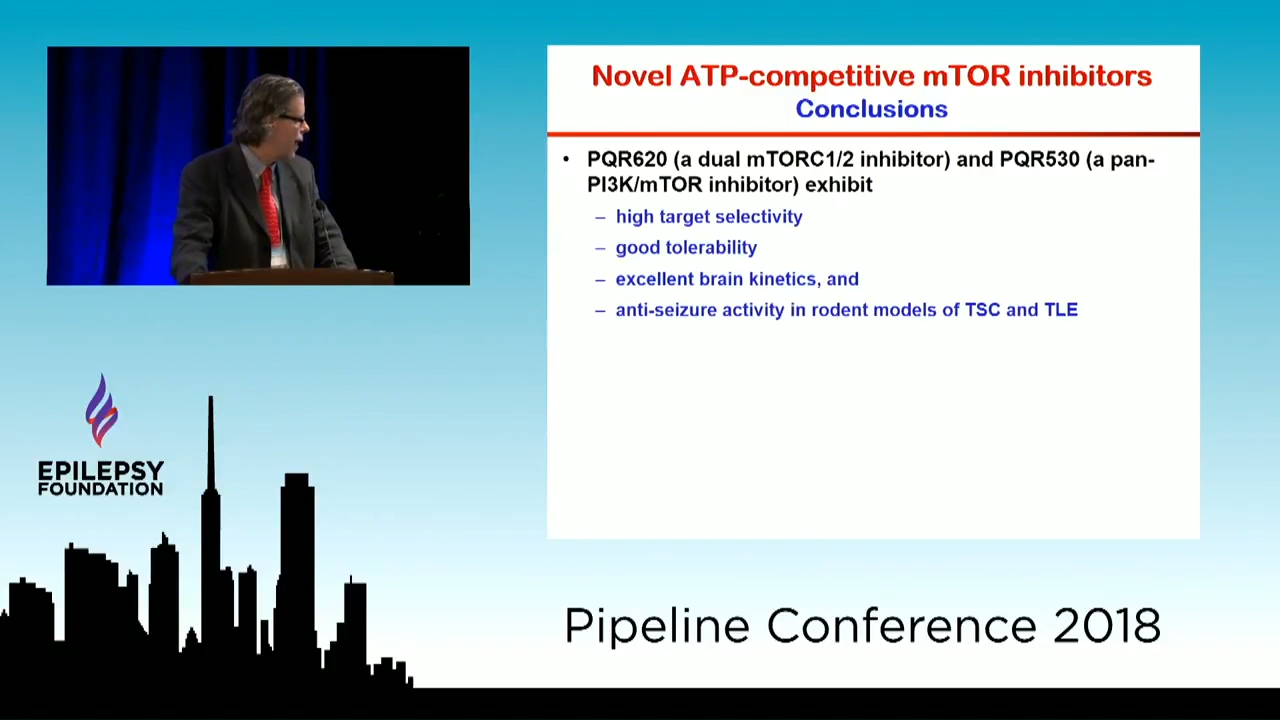 Novel ATP-competitive mTOR inhibitors
Conclusions
• PQR620 (a dual mTORC1/2 inhibitor) and PQR530 (a pan-
PI3K/mTOR inhibitor) exhibit
– high target selectivity
– good tolerability
– excellent brain kinetics, and
– anti-seizure activity in rodent models of TSC and TLE
EPILEPSY
FOUNDATION
Pipeline Conference 2018